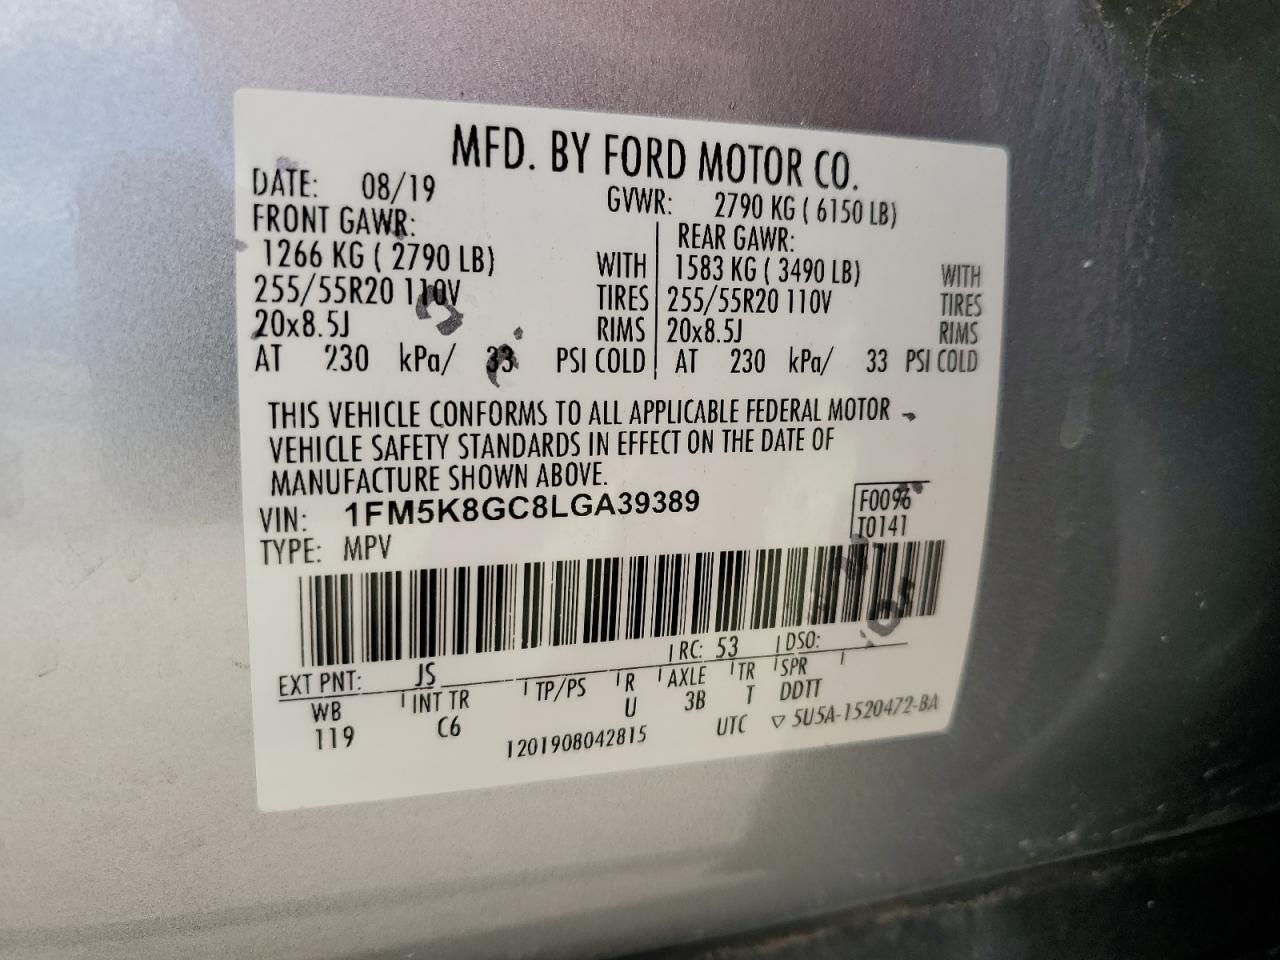 MFD. BY FORD MOTOR CO.
DATE: 08/19 GVWR: 2790 KG ( 6150 LB)
FRONT GAWR: REAR GAWR:
1266 KG ( 2790 LB) WITH 1583 KG ( 3490 LB) WITH
255/55R20 110V TIRES 255/55R20 110V TIRES
20x8.5J RIMS 20x8.5J RIMS
AT 230 kPa/ 33 PSI COLD AT 230 kPa/ 33 PSI COLD
THIS VEHICLE CONFORMS TO ALL APPLICABLE FEDERAL MOTOR
VEHICLE SAFETY STANDARDS IN EFFECT ON THE DATE OF
MANUFACTURE SHOWN ABOVE.
VIN: 1FM5K8GC8LGA39389 F0096
TYPE: MPV T0141
EXT PNT: JS RC: 53 DSO:
WB INT TR TP/PS R AXLE TR SPR
119 C6 U 3B T DDTT
1201908042815 UTC ▽ 5U5A-1520472-BA